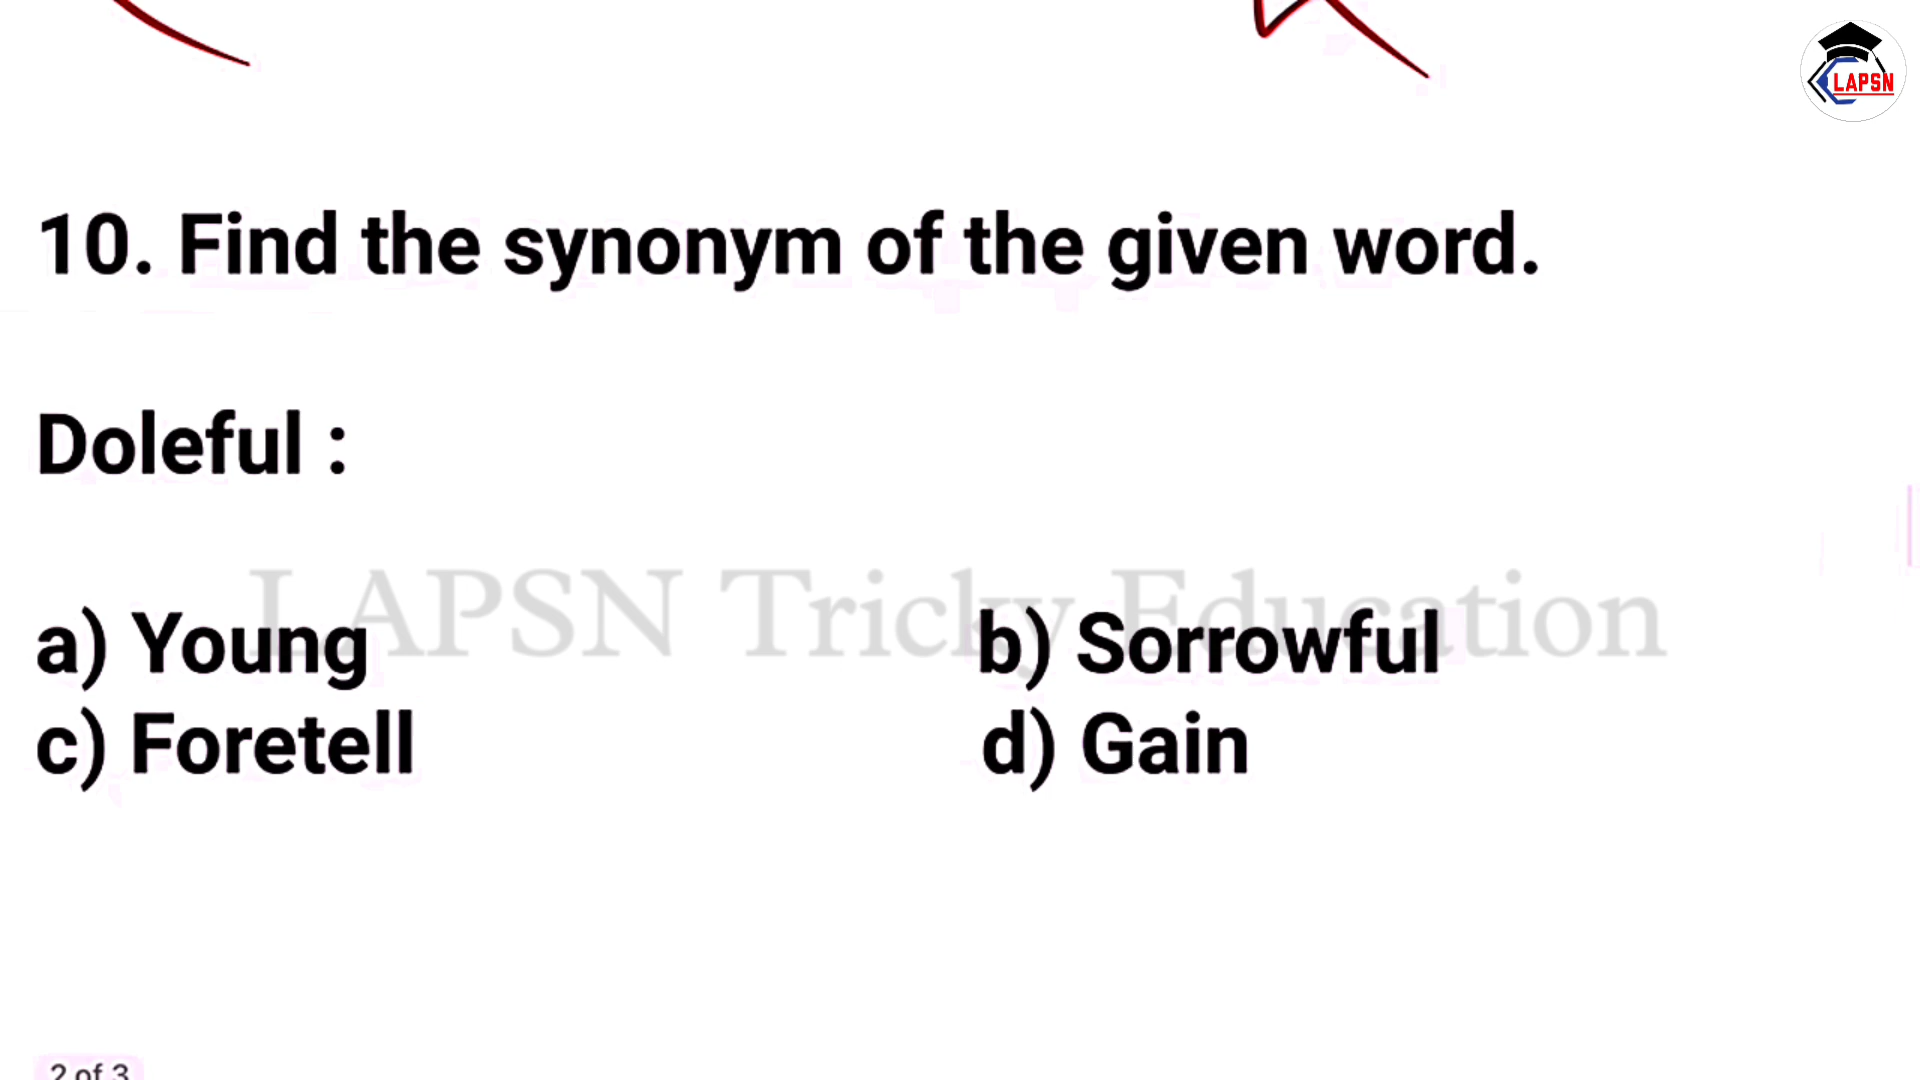 LAPSN
10. Find the synonym of the given word.
Doleful :
LAPSN Tricky Education
a) Young b) Sorrowful
c) Foretell d) Gain
2 of 3